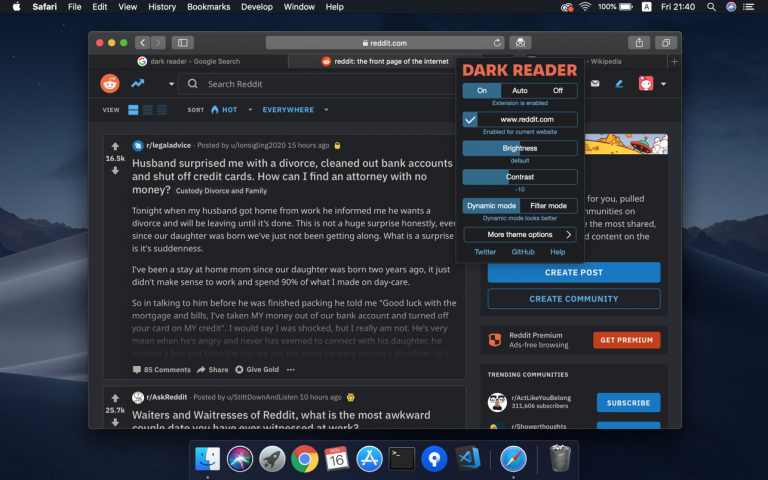 Safari File Edit View History Bookmarks Develop Window Help
100% A Fri 21:40
reddit.com
dark reader - Google Search
reddit: the front page of the internet
- Wikipedia
Search Reddit
VIEW SORT HOT EVERYWHERE
DARK READER
On Auto Off
Extension is enabled
www.reddit.com
Enabled for current website
Brightness
default
Contrast
-10
Dynamic mode Filter mode
Dynamic mode looks better
More theme options
Twitter GitHub Help
16.5k
r/legaladvice · Posted by u/lonsigling2020 15 hours ago
Husband surprised me with a divorce, cleaned out bank accounts
and shut off credit cards. How can I find an attorney with no
money? Custody Divorce and Family
Tonight when my husband got home from work he informed me he wants a
divorce and will be leaving until it's done. This is not a huge surprise honestly, ever
since our daughter was born we've just not been getting along. What is a surprise
is it's suddenness.
I've been a stay at home mom since our daughter was born two years ago, it just
didn't make sense to work and spend 90% of what I made on day-care.
So in talking to him before he was finished packing he told me "Good luck with the
mortgage and bills, I've taken MY money out of our bank account and turned off
your card on MY credit". I would say I was shocked, but I really am not. He's very
mean when he's angry and never has seemed to connect with his daughter, he
85 Comments Share Give Gold
25.7k
r/AskReddit · Posted by u/StittDownAndListen 10 hours ago
Waiters and Waitresses of Reddit, what is the most awkward
couple date you have ever witnessed at work?
for you, pulled
mmunities on
e the most shared,
d content on the
CREATE POST
CREATE COMMUNITY
Reddit Premium
Ads-free browsing
GET PREMIUM
TRENDING COMMUNITIES
r/ActLikeYouBelong
311,606 subscribers
SUBSCRIBE
r/Showerthoughts
NOV
16